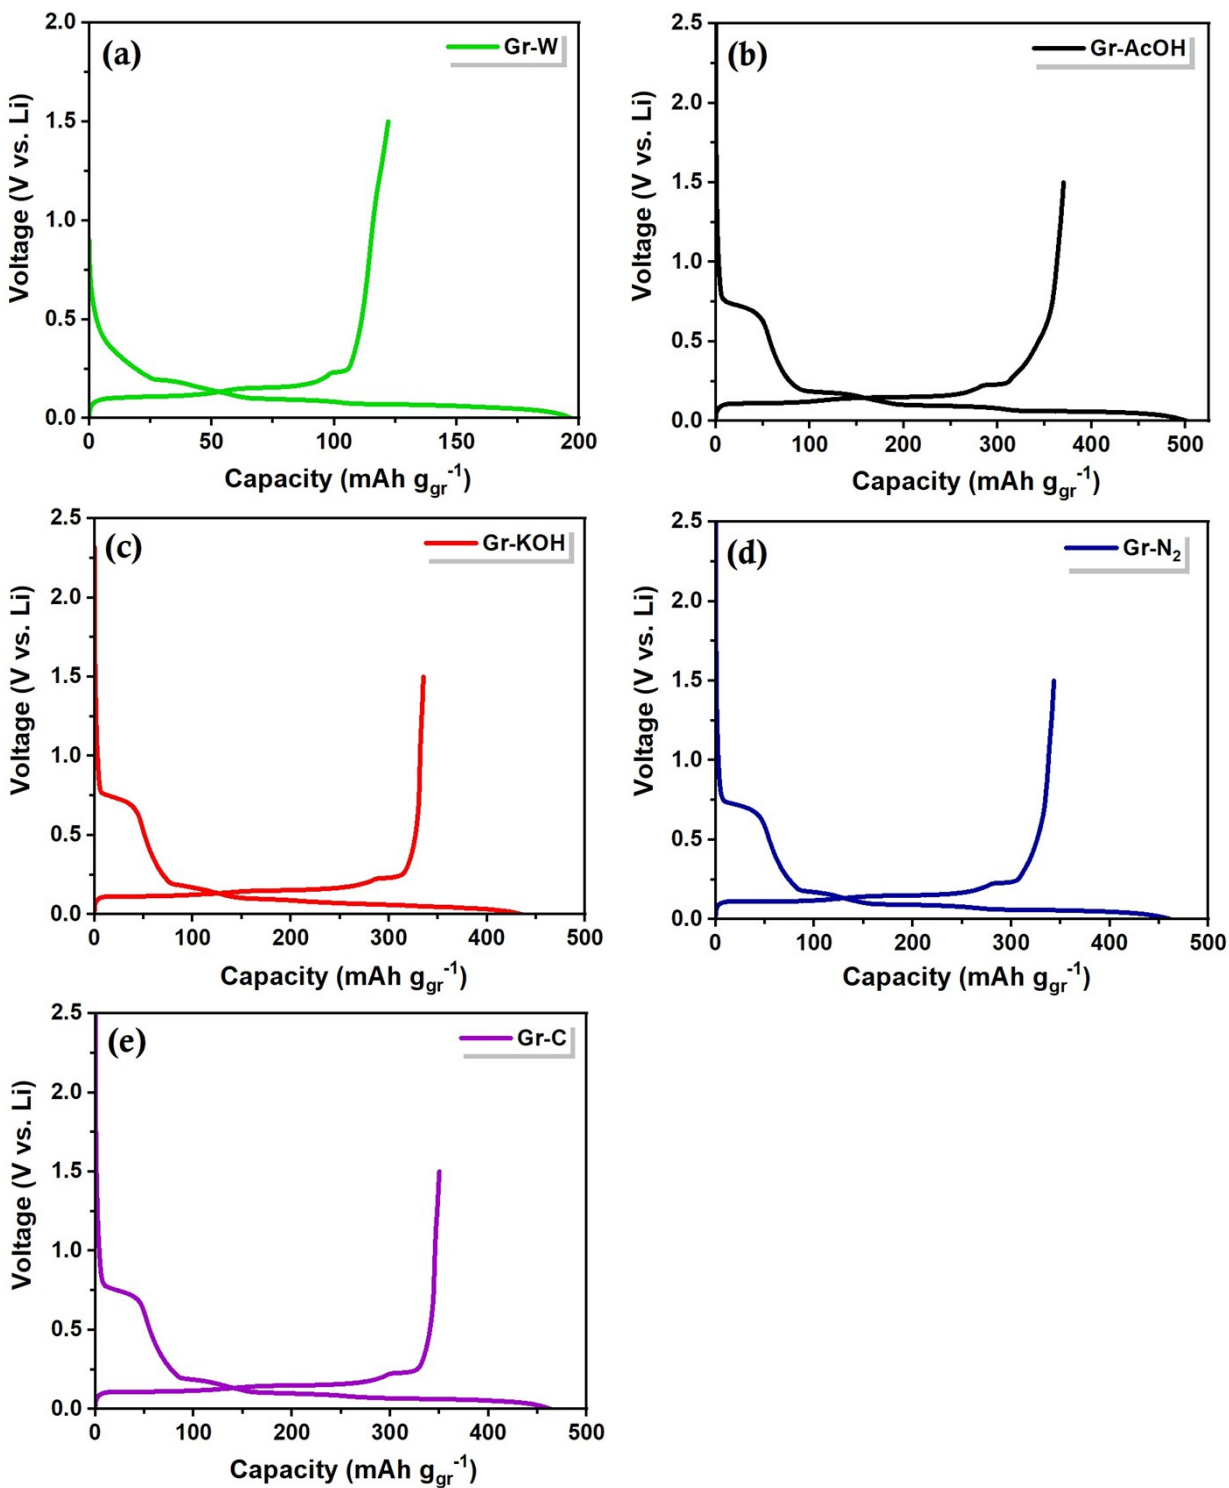 (a)
Gr-W
2.0
1.5
1.0
0.5
0.0
Voltage (V vs. Li)
0 50 100 150 200
Capacity (mAh g_gr^-1)
(b)
Gr-AcOH
2.5
2.0
1.5
1.0
0.5
0.0
Voltage (V vs. Li)
0 100 200 300 400 500
Capacity (mAh g_gr^-1)
(c)
Gr-KOH
2.5
2.0
1.5
1.0
0.5
0.0
Voltage (V vs. Li)
0 100 200 300 400 500
Capacity (mAh g_gr^-1)
(d)
Gr-N₂
2.5
2.0
1.5
1.0
0.5
0.0
Voltage (V vs. Li)
0 100 200 300 400 500
Capacity (mAh g_gr^-1)
(e)
Gr-C
2.5
2.0
1.5
1.0
0.5
0.0
Voltage (V vs. Li)
0 100 200 300 400 500
Capacity (mAh g_gr^-1)